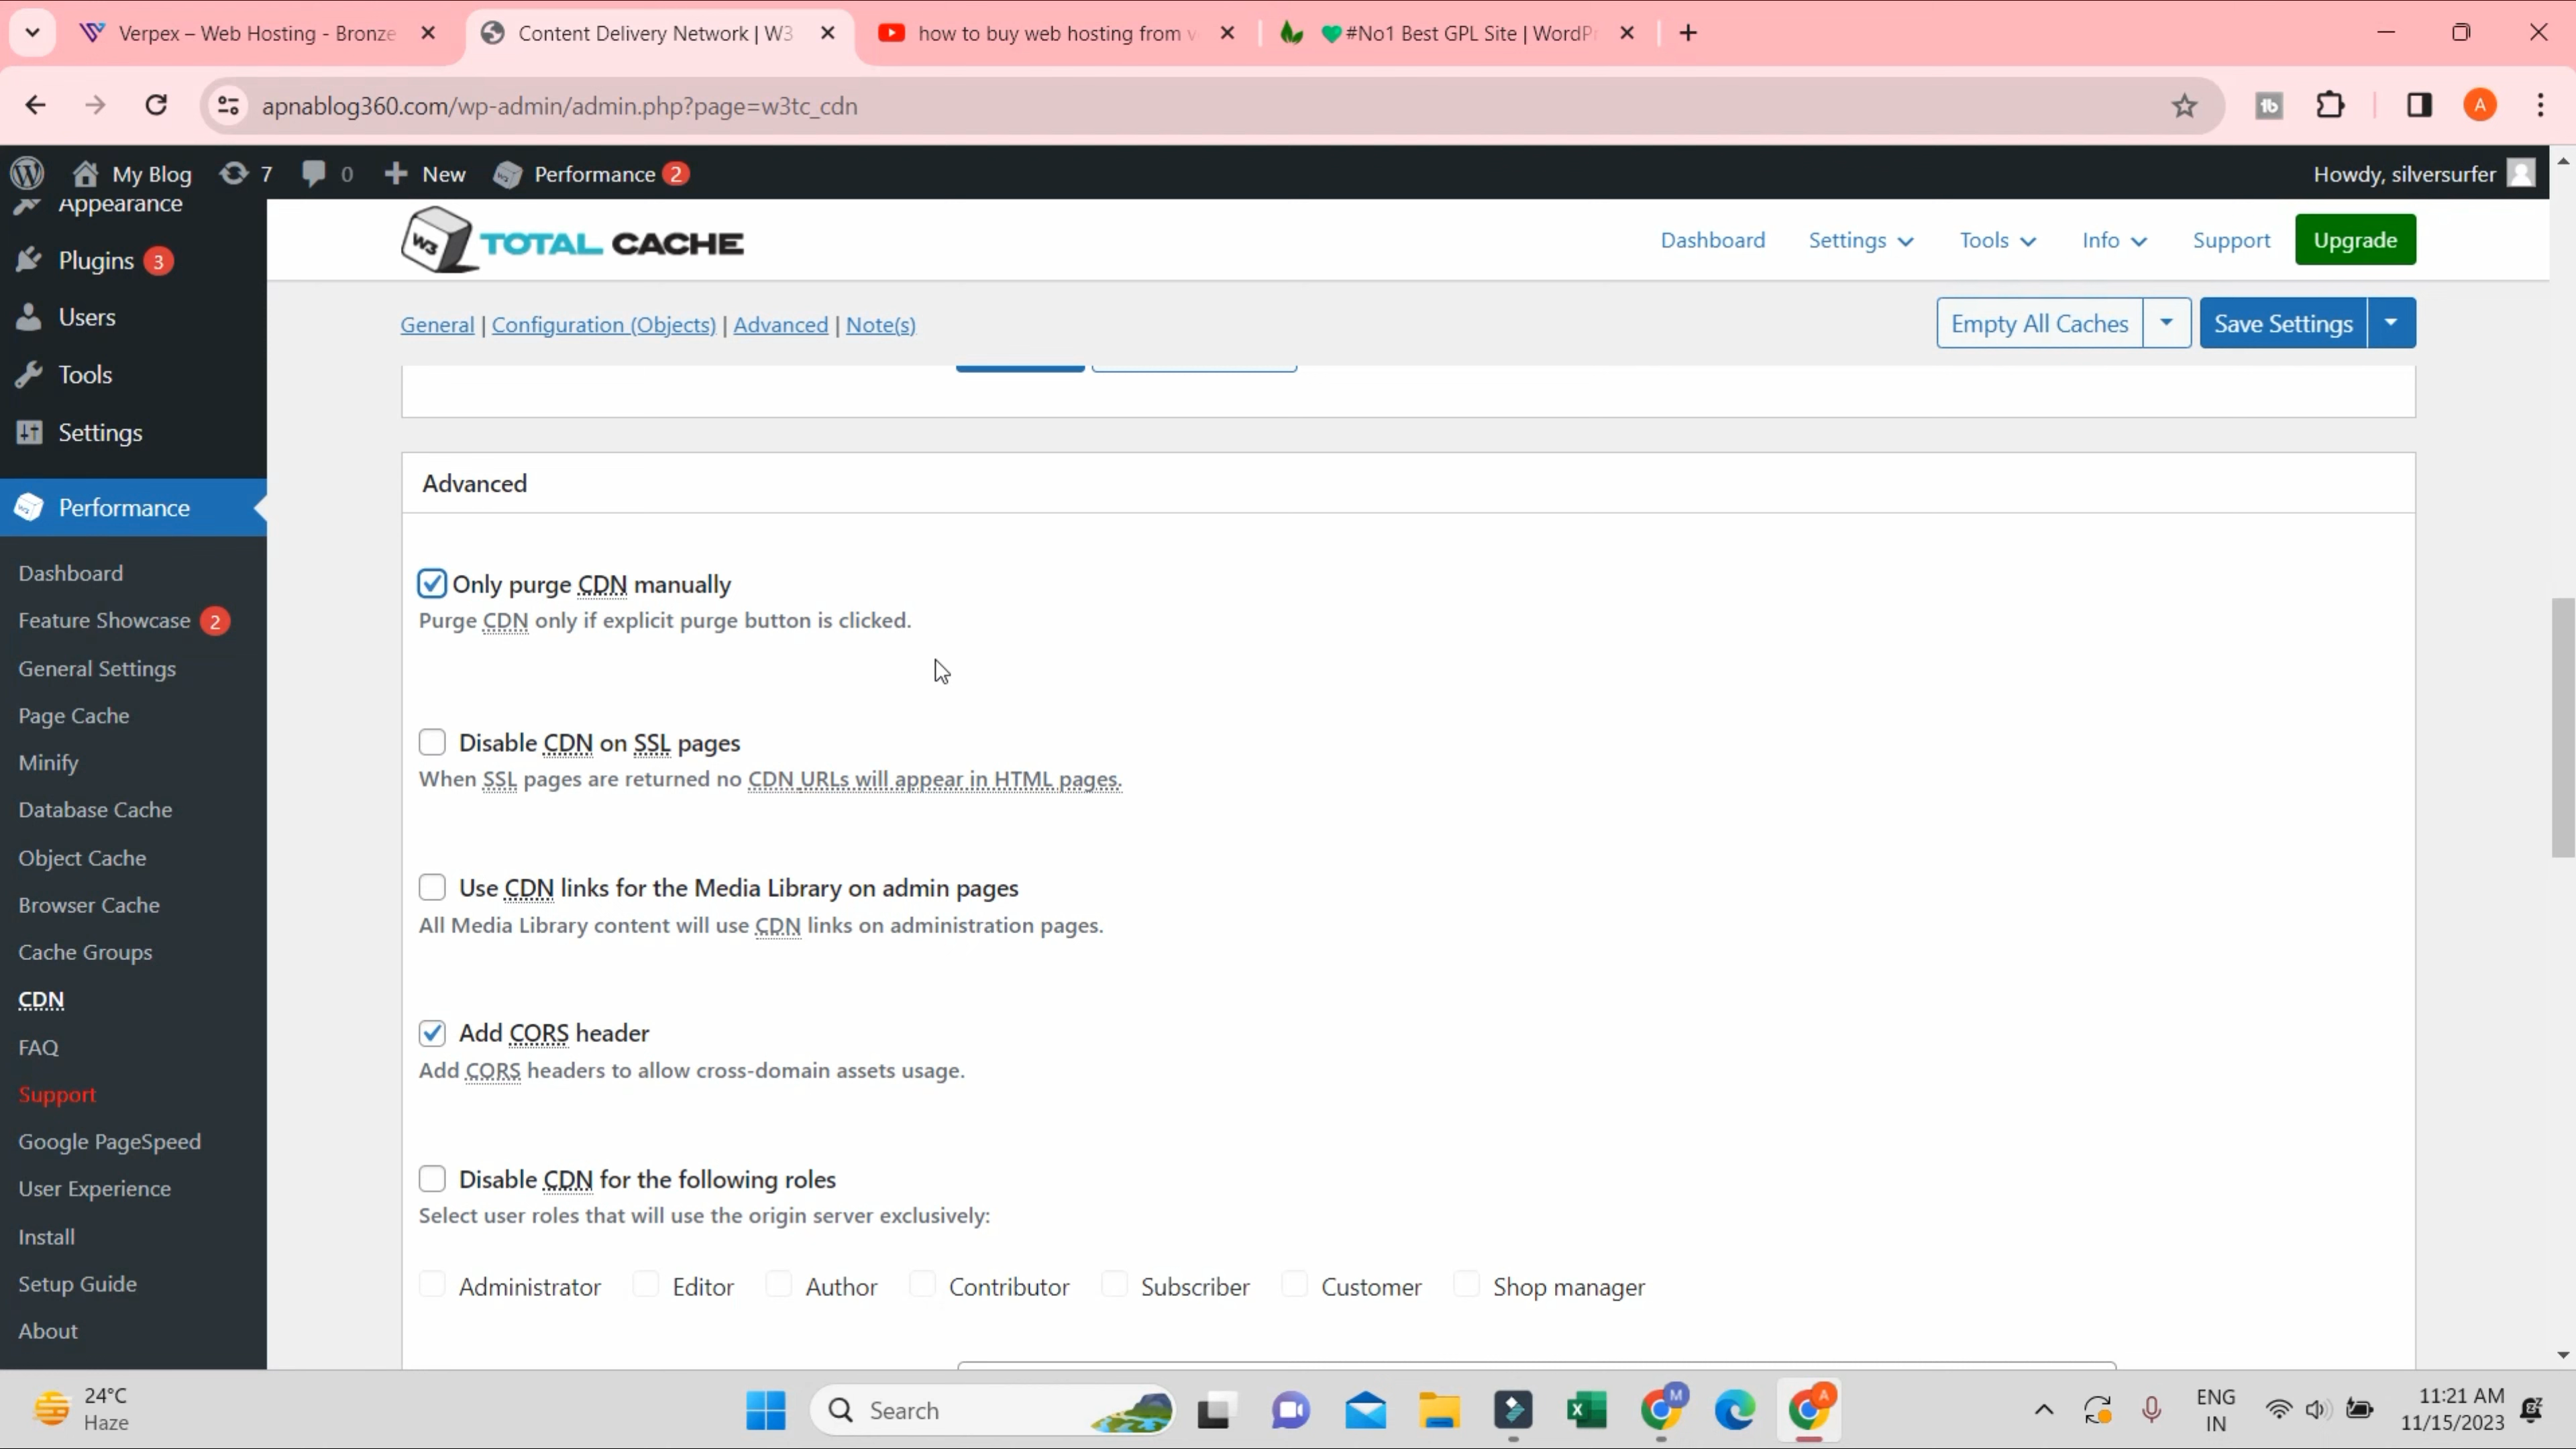 Verpex – Web Hosting - Bronze
Content Delivery Network | W3
how to buy web hosting from v
#No1 Best GPL Site | WordPr
apnablog360.com/wp-admin/admin.php?page=w3tc_cdn
tb
A
My Blog
7
0
New
Performance 2
Howdy, silversurfer
Appearance
Plugins 3
Users
Tools
Settings
Performance
Dashboard
Feature Showcase 2
General Settings
Page Cache
Minify
Database Cache
Object Cache
Browser Cache
Cache Groups
CDN
FAQ
Support
Google PageSpeed
User Experience
Install
Setup Guide
About
W3 TOTAL CACHE
Dashboard Settings Tools Info Support Upgrade
General | Configuration (Objects) | Advanced | Note(s)
Empty All Caches Save Settings
Advanced
Only purge CDN manually
Purge CDN only if explicit purge button is clicked.
Disable CDN on SSL pages
When SSL pages are returned no CDN URLs will appear in HTML pages.
Use CDN links for the Media Library on admin pages
All Media Library content will use CDN links on administration pages.
Add CORS header
Add CORS headers to allow cross-domain assets usage.
Disable CDN for the following roles
Select user roles that will use the origin server exclusively:
Administrator Editor Author Contributor Subscriber Customer Shop manager
24°C
Haze
Search
M
A
ENG
IN
11:21 AM
11/15/2023